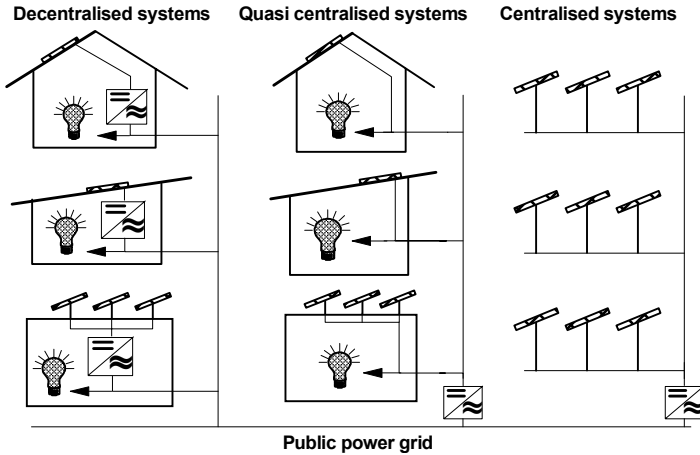 Decentralised systems
Quasi centralised systems
Centralised systems
Public power grid